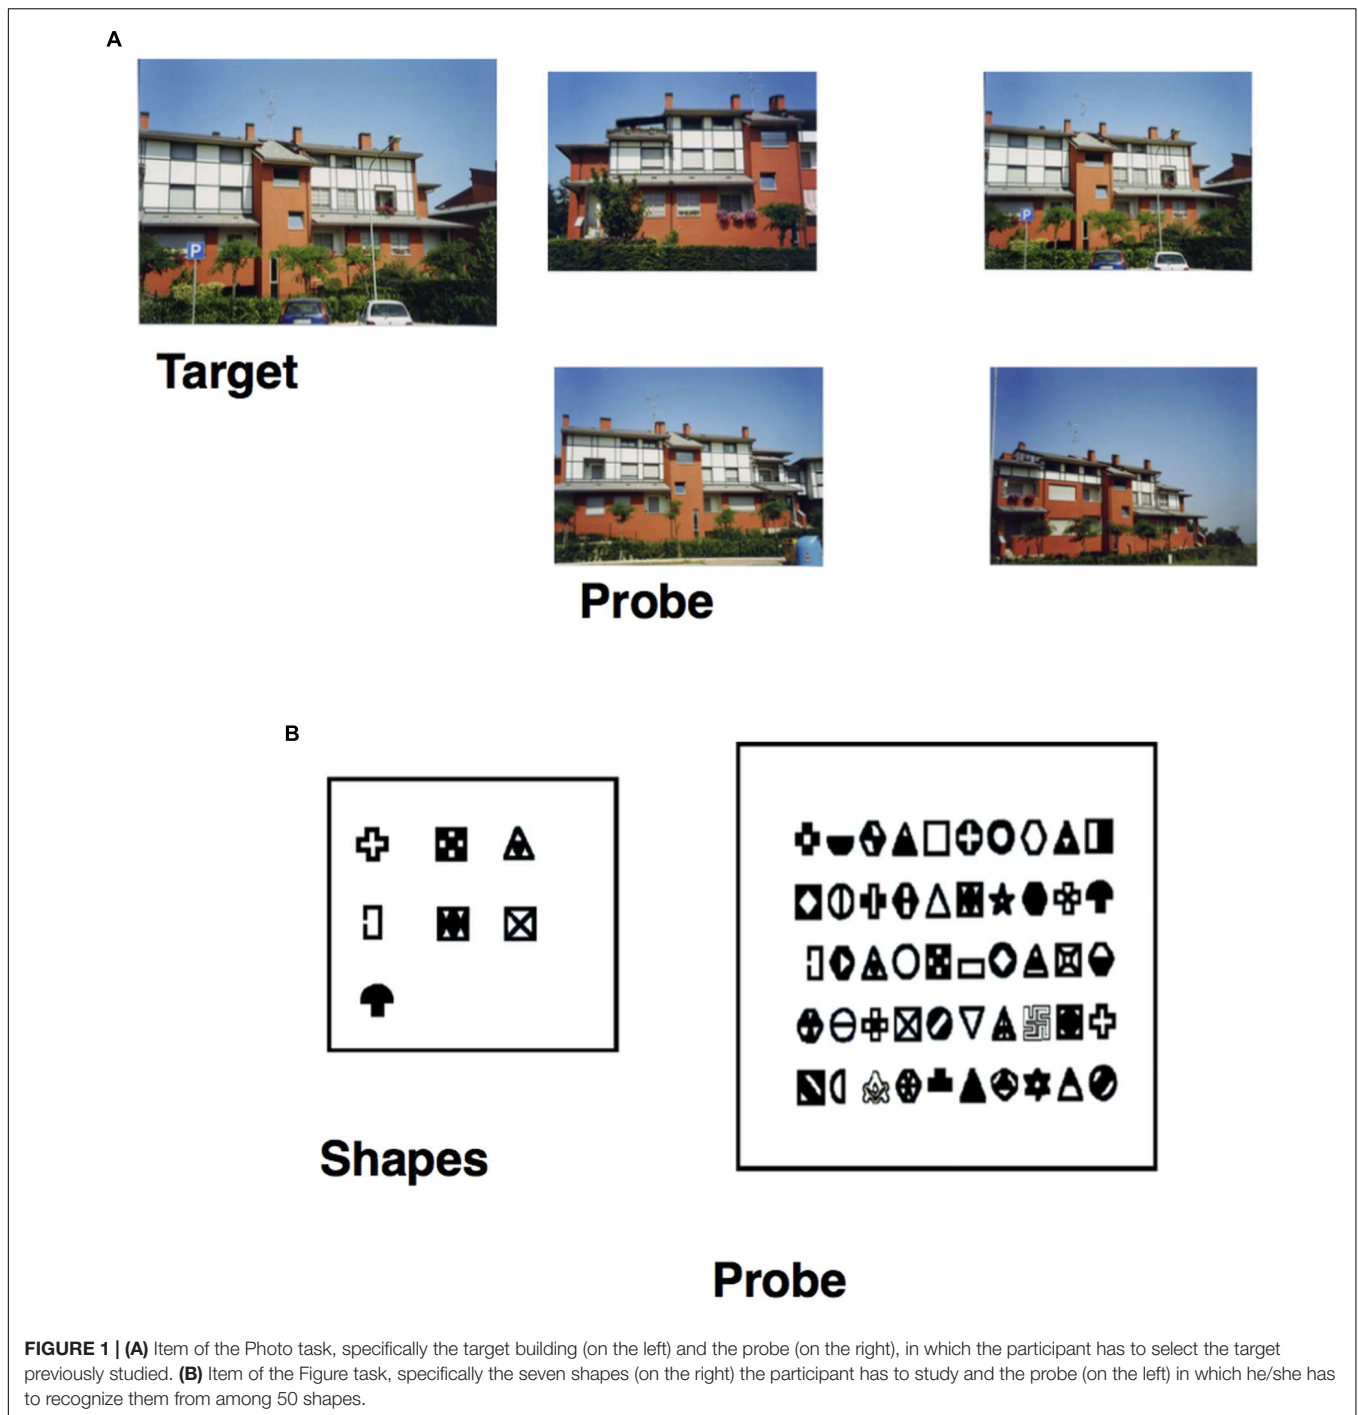 A
P
P
Target
Probe
B
Shapes
Probe
FIGURE 1 | (A) Item of the Photo task, specifically the target building (on the left) and the probe (on the right), in which the participant has to select the target
previously studied. (B) Item of the Figure task, specifically the seven shapes (on the right) the participant has to study and the probe (on the left) in which he/she has
to recognize them from among 50 shapes.